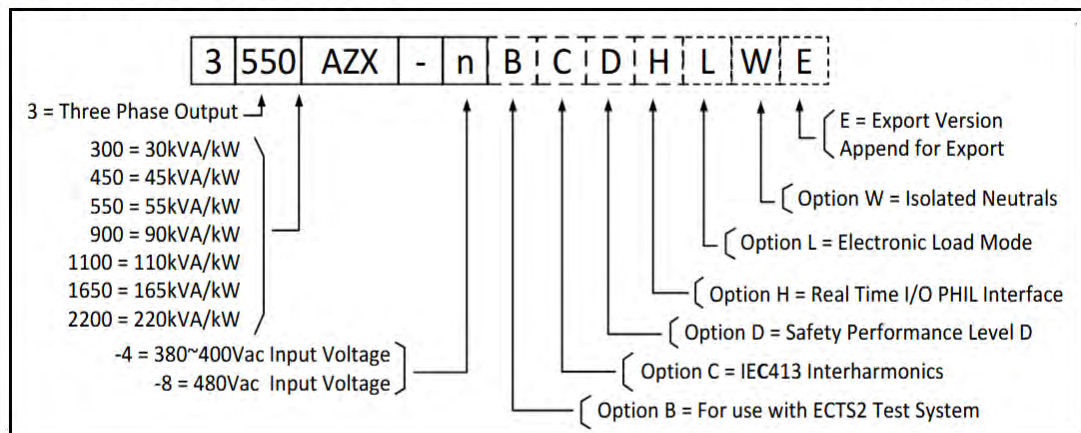 3 550 AZX - n B C D H L W E
3 = Three Phase Output
300 = 30kVA/kW
450 = 45kVA/kW
550 = 55kVA/kW
900 = 90kVA/kW
1100 = 110kVA/kW
1650 = 165kVA/kW
2200 = 220kVA/kW
-4 = 380~400Vac Input Voltage
-8 = 480Vac Input Voltage
E = Export Version
Append for Export
Option W = Isolated Neutrals
Option L = Electronic Load Mode
Option H = Real Time I/O PHIL Interface
Option D = Safety Performance Level D
Option C = IEC413 Interharmonics
Option B = For use with ECTS2 Test System